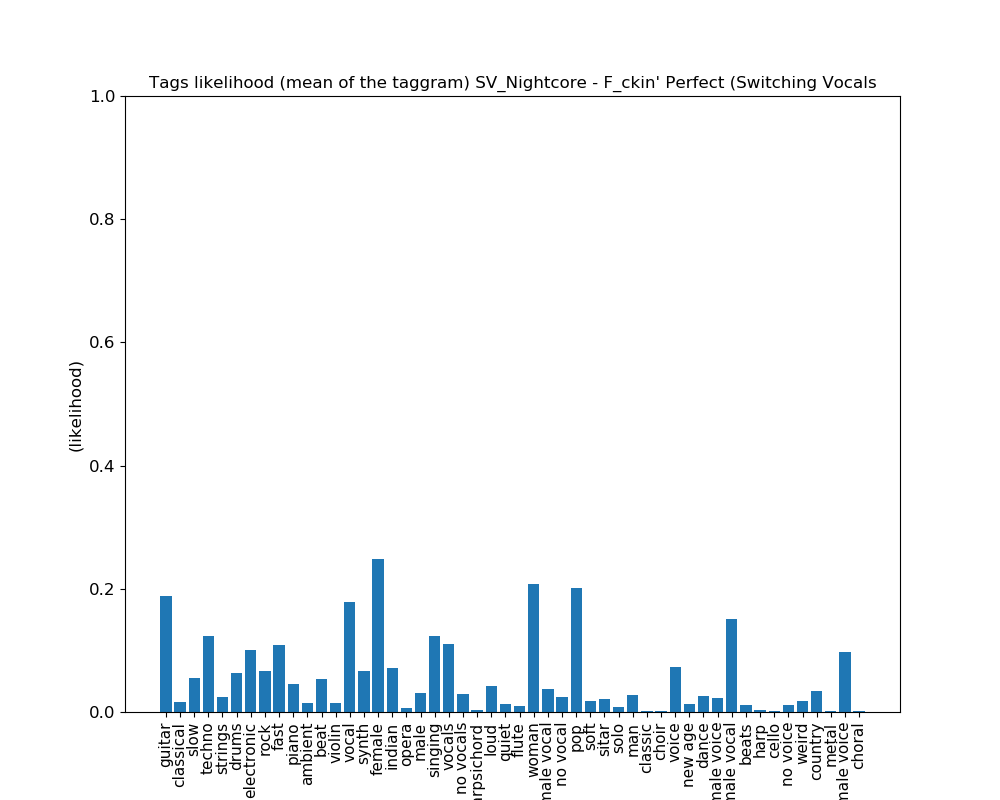 Tags likelihood (mean of the taggram) SV_Nightcore - F_ckin' Perfect (Switching Vocals
1.0
0.8
0.6
0.4
0.2
0.0
(likelihood)
guitar
classical
slow
techno
strings
drums
electronic
rock
fast
piano
ambient
beat
violin
vocal
synth
female
indian
opera
male
singing
vocals
no vocals
arpsichord
loud
quiet
flute
woman
male vocal
no vocal
pop
soft
sitar
solo
man
classic
choir
voice
new age
dance
male voice
male vocal
beats
harp
cello
no voice
weird
country
metal
male voice
choral